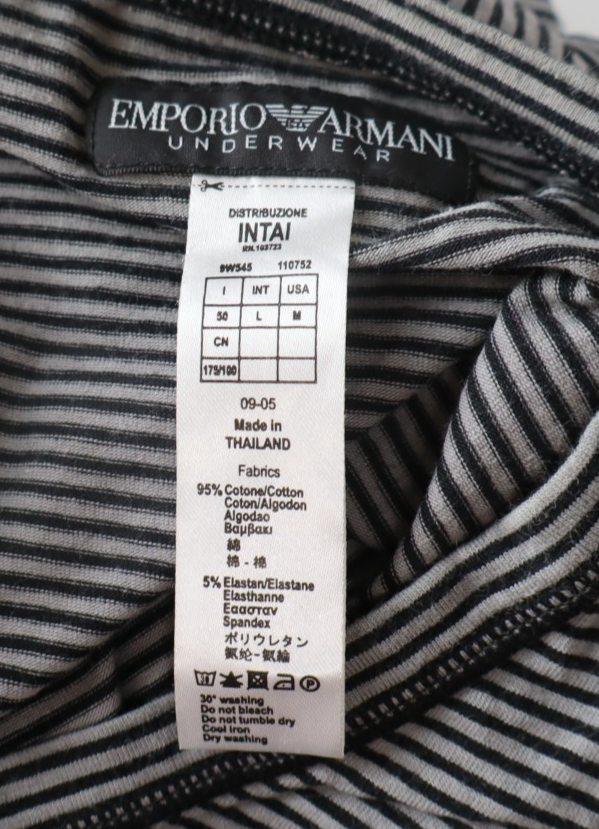 EMPORIO ARMANI
UNDERWEAR
DISTRIBUZIONE
INTAI
RN.103723
9W545 110752
I INT USA
50 L M
CN
175/100
09-05
Made in
THAILAND
Fabrics
95% Cotone/Cotton
Coton/Algodon
Algodao
Βαμβακι
綿
棉 - 棉
5% Elastan/Elastane
Elasthanne
Εαασταν
Spandex
ポリウレタン
氨纶-氨綸
30° washing
Do not bleach
Do not tumble dry
Cool iron
Dry washing